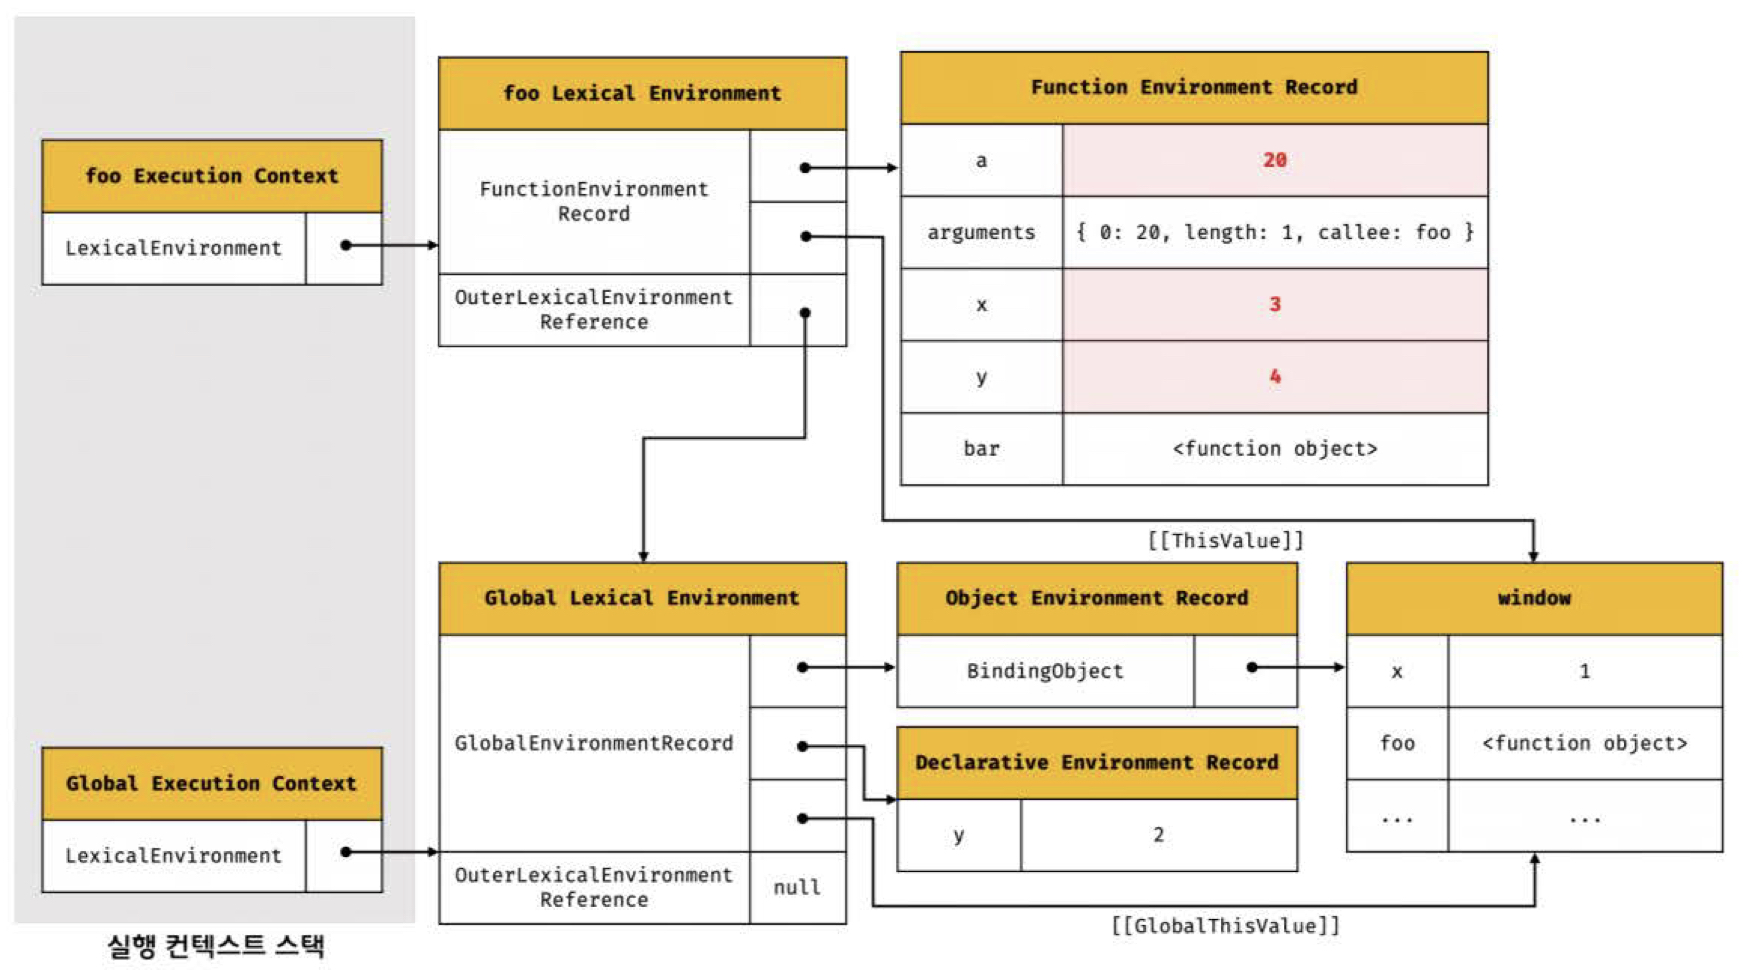 foo Execution Context
LexicalEnvironment
foo Lexical Environment
FunctionEnvironment
Record
OuterLexicalEnvironment
Reference
Function Environment Record
a 20
arguments { 0: 20, length: 1, callee: foo }
x 3
y 4
bar <function object>
[[ThisValue]]
Global Execution Context
LexicalEnvironment
Global Lexical Environment
GlobalEnvironmentRecord
OuterLexicalEnvironment
Reference
null
Object Environment Record
BindingObject
Declarative Environment Record
y 2
window
x 1
foo <function object>
... ...
[[GlobalThisValue]]
실행 컨텍스트 스택